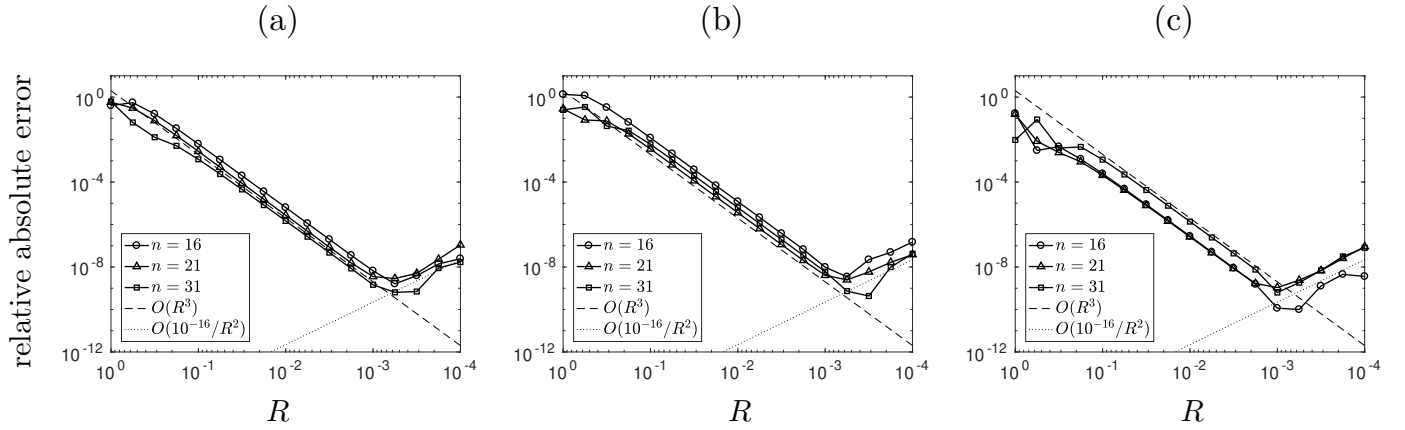 (a)
(b)
(c)
relative absolute error
10^0
10^-4
10^-8
10^-12
n = 16
n = 21
n = 31
O(R^3)
O(10^-16/R^2)
10^0 10^-1 10^-2 10^-3 10^-4
R
10^0
10^-4
10^-8
10^-12
n = 16
n = 21
n = 31
O(R^3)
O(10^-16/R^2)
10^0 10^-1 10^-2 10^-3 10^-4
R
10^0
10^-4
10^-8
10^-12
n = 16
n = 21
n = 31
O(R^3)
O(10^-16/R^2)
10^0 10^-1 10^-2 10^-3 10^-4
R